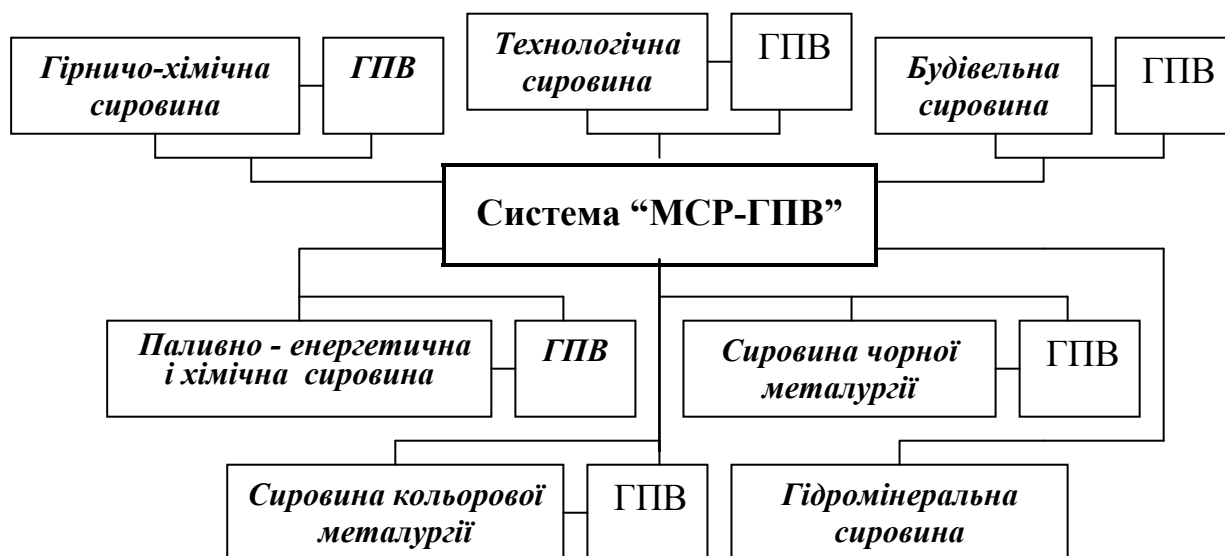 Гірничо-хімічна
сировина
ГПВ
Технологічна
сировина
ГПВ
Будівельна
сировина
ГПВ
Система “МСР-ГПВ”
Паливно - енергетична
і хімічна сировина
ГПВ
Сировина чорної
металургії
ГПВ
Сировина кольорової
металургії
ГПВ
Гідромінеральна
сировина